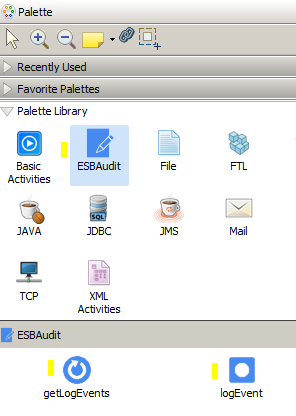 Palette
Recently Used
Favorite Palettes
Palette Library
Basic
Activities
ESBAudit
File
FTL
JAVA
JDBC
JMS
Mail
TCP
XML
Activities
ESBAudit
getLogEvents
logEvent